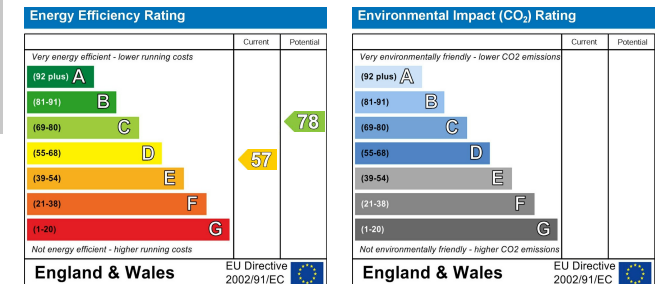 Energy Efficiency Rating
Current Potential
Very energy efficient - lower running costs
(92 plus) A
(81-91) B
(69-80) C
(55-68) D
(39-54) E
(21-38) F
(1-20) G
57
78
Not energy efficient - higher running costs
England & Wales
EU Directive
2002/91/EC
Environmental Impact (CO₂) Rating
Current Potential
Very environmentally friendly - lower CO2 emissions
(92 plus) A
(81-91) B
(69-80) C
(55-68) D
(39-54) E
(21-38) F
(1-20) G
Not environmentally friendly - higher CO2 emissions
England & Wales
EU Directive
2002/91/EC